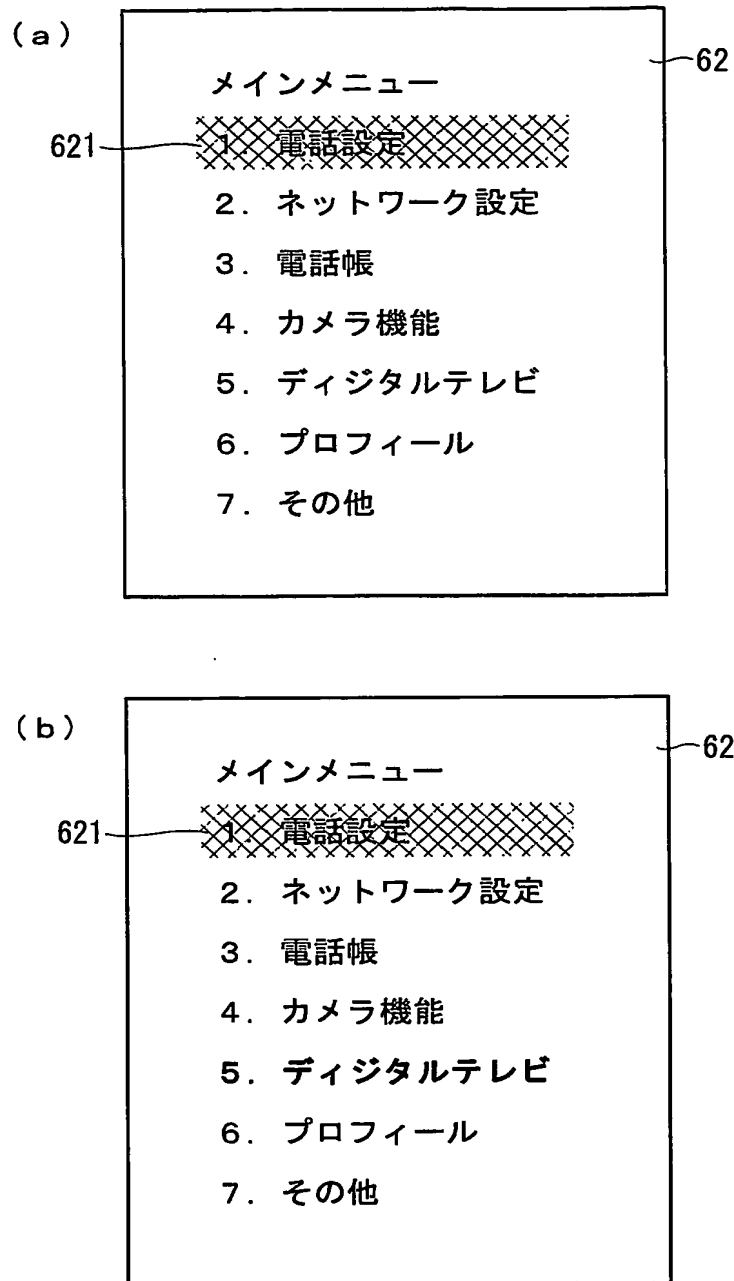 (a)
62
メインメニュー
621
1. 電話設定
2. ネットワーク設定
3. 電話帳
4. カメラ機能
5. ディジタルテレビ
6. プロフィール
7. その他
(b)
62
メインメニュー
621
1. 電話設定
2. ネットワーク設定
3. 電話帳
4. カメラ機能
5. ディジタルテレビ
6. プロフィール
7. その他